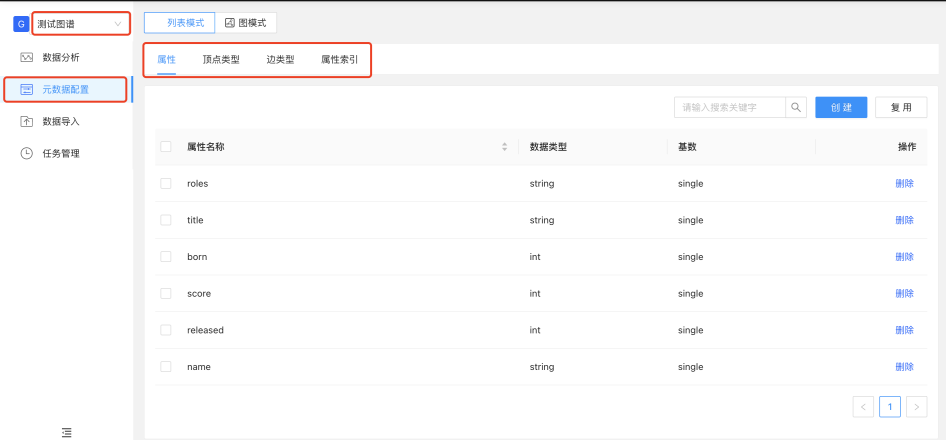 G 测试图谱
数据分析
元数据配置
数据导入
任务管理
列表模式 图模式
属性 顶点类型 边类型 属性索引
请输入搜索关键字 创 建 复 用
属性名称 数据类型 基数 操作
roles string single 删除
title string single 删除
born int single 删除
score int single 删除
released int single 删除
name string single 删除
1